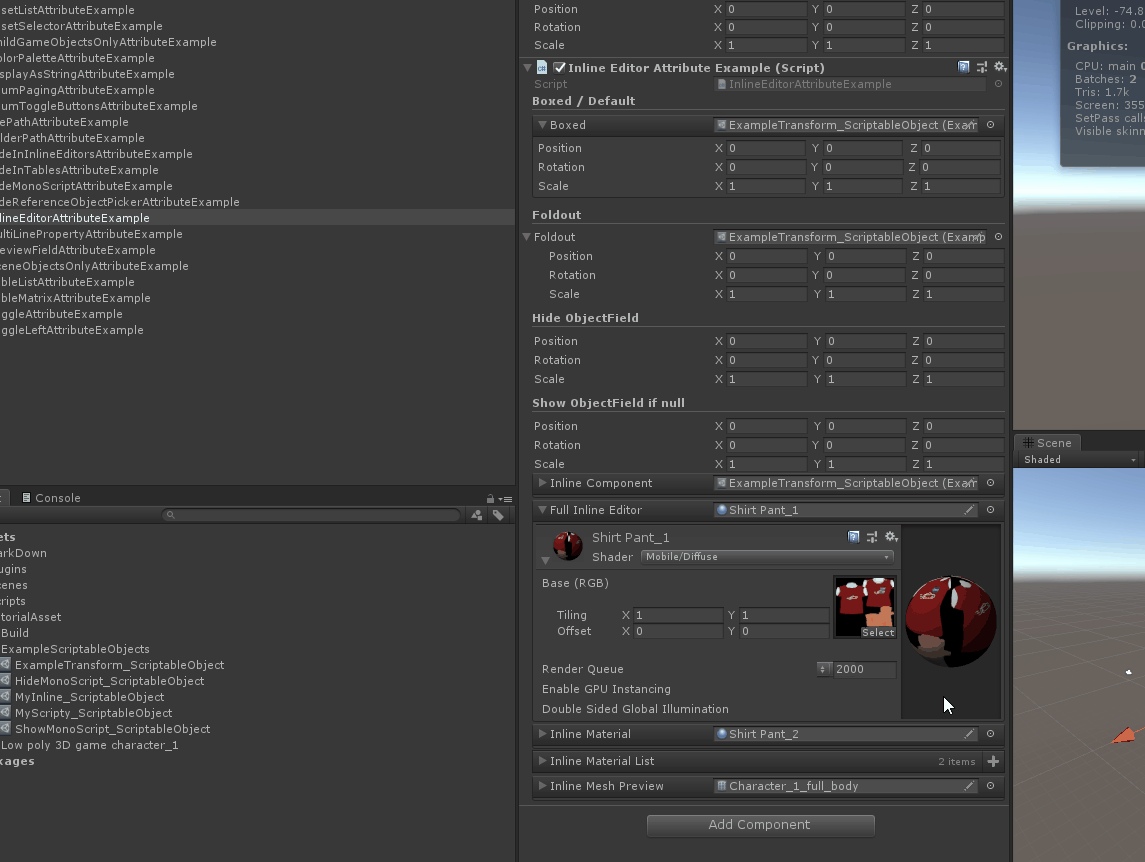 setListAttributeExample
setSelectorAttributeExample
hildGameObjectsOnlyAttributeExample
olorPaletteAttributeExample
splayAsStringAttributeExample
umPagingAttributeExample
umToggleButtonsAttributeExample
ePathAttributeExample
lderPathAttributeExample
deInInlineEditorsAttributeExample
deInTablesAttributeExample
deMonoScriptAttributeExample
deReferenceObjectPickerAttributeExample
lineEditorAttributeExample
ultiLinePropertyAttributeExample
eviewFieldAttributeExample
ceneObjectsOnlyAttributeExample
bleListAttributeExample
bleMatrixAttributeExample
ggleAttributeExample
ggleLeftAttributeExample
Console
ets
arkDown
ugins
enes
ripts
torialAsset
Build
ExampleScriptableObjects
ExampleTransform_ScriptableObject
HideMonoScript_ScriptableObject
MyInline_ScriptableObject
MyScripty_ScriptableObject
ShowMonoScript_ScriptableObject
Low poly 3D game character_1
kages
Position X 0 Y 0 Z 0
Rotation X 0 Y 0 Z 0
Scale X 1 Y 1 Z 1
Inline Editor Attribute Example (Script)
Script InlineEditorAttributeExample
Boxed / Default
Boxed ExampleTransform_ScriptableObject (Exam
Position X 0 Y 0 Z 0
Rotation X 0 Y 0 Z 0
Scale X 1 Y 1 Z 1
Foldout
Foldout ExampleTransform_ScriptableObject (Examp
Position X 0 Y 0 Z 0
Rotation X 0 Y 0 Z 0
Scale X 1 Y 1 Z 1
Hide ObjectField
Position X 0 Y 0 Z 0
Rotation X 0 Y 0 Z 0
Scale X 1 Y 1 Z 1
Show ObjectField if null
Position X 0 Y 0 Z 0
Rotation X 0 Y 0 Z 0
Scale X 1 Y 1 Z 1
Inline Component ExampleTransform_ScriptableObject (Exam
Full Inline Editor Shirt Pant_1
Shirt Pant_1
Shader Mobile/Diffuse
Base (RGB)
Tiling X 1 Y 1
Offset X 0 Y 0
Select
Render Queue 2000
Enable GPU Instancing
Double Sided Global Illumination
Inline Material Shirt Pant_2
Inline Material List 2 items
Inline Mesh Preview Character_1_full_body
Add Component
Level: -74.8
Clipping: 0.0
Graphics:
CPU: main 0
Batches: 2
Tris: 1.7k
Screen: 355
SetPass call
Visible skinn
Scene
Shaded